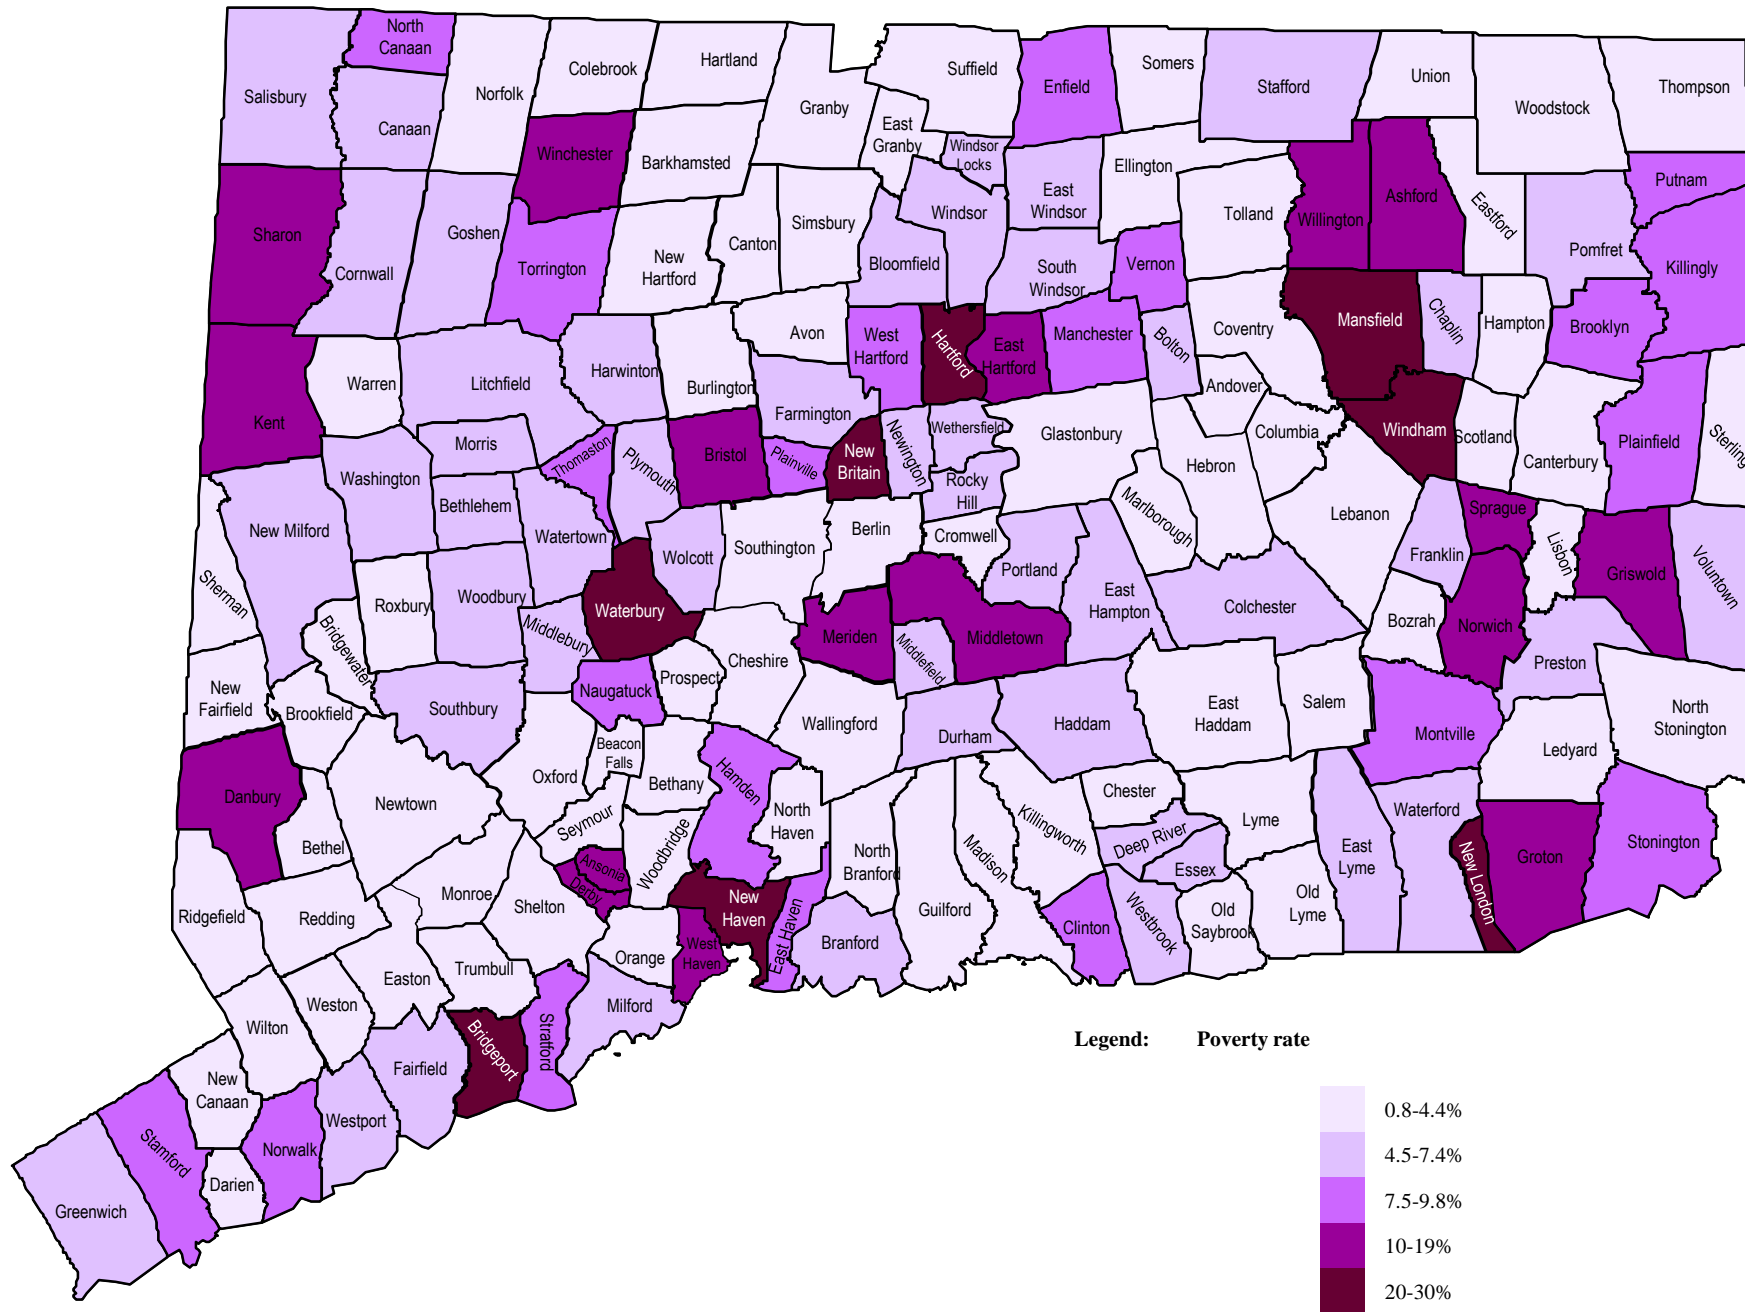 North
Canaan
Salisbury
Canaan
Norfolk
Colebrook
Hartland
Granby
Suffield
East
Granby
Windsor
Locks
Enfield
Somers
Stafford
Union
Woodstock
Thompson
Winchester
Barkhamsted
Ellington
East
Windsor
Windsor
Tolland
Willington
Ashford
Eastford
Putnam
Pomfret
Killingly
Sharon
Cornwall
Goshen
Torrington
New
Hartford
Canton
Simsbury
Bloomfield
South
Windsor
Vernon
Kent
Warren
Litchfield
Harwinton
Burlington
Avon
West
Hartford
Hartford
East
Hartford
Manchester
Bolton
Coventry
Andover
Mansfield
Chaplin
Hampton
Brooklyn
Farmington
Morris
Washington
Bethlehem
Thomaston
Plymouth
Bristol
Plainville
New
Britain
Newington
Wethersfield
Rocky
Hill
Glastonbury
Marlborough
Hebron
Columbia
Windham
Scotland
Canterbury
Plainfield
Sterling
New Milford
Sherman
Roxbury
Woodbury
Watertown
Wolcott
Southington
Berlin
Cromwell
Portland
East
Hampton
Colchester
Lebanon
Franklin
Sprague
Lisbon
Griswold
Voluntown
Bozrah
Norwich
Preston
Waterbury
Middlebury
Bridgewater
New
Fairfield
Brookfield
Southbury
Naugatuck
Prospect
Cheshire
Meriden
Middlefield
Middletown
Wallingford
Durham
Haddam
East
Haddam
Salem
Montville
Ledyard
North
Stonington
Danbury
Bethel
Newtown
Oxford
Beacon
Falls
Bethany
Hamden
North
Haven
Seymour
Woodbridge
Ansonia
Derby
North
Branford
Guilford
Madison
Killingworth
Chester
Deep River
Essex
Lyme
East
Lyme
Waterford
New London
Groton
Stonington
Ridgefield
Redding
Monroe
Shelton
Orange
West
Haven
New
Haven
East Haven
Branford
Clinton
Westbrook
Old
Saybrook
Old
Lyme
Wilton
Weston
Easton
Trumbull
Bridgeport
Stratford
Milford
Fairfield
Westport
New
Canaan
Norwalk
Darien
Stamford
Greenwich
Legend: Poverty rate
0.8-4.4%
4.5-7.4%
7.5-9.8%
10-19%
20-30%